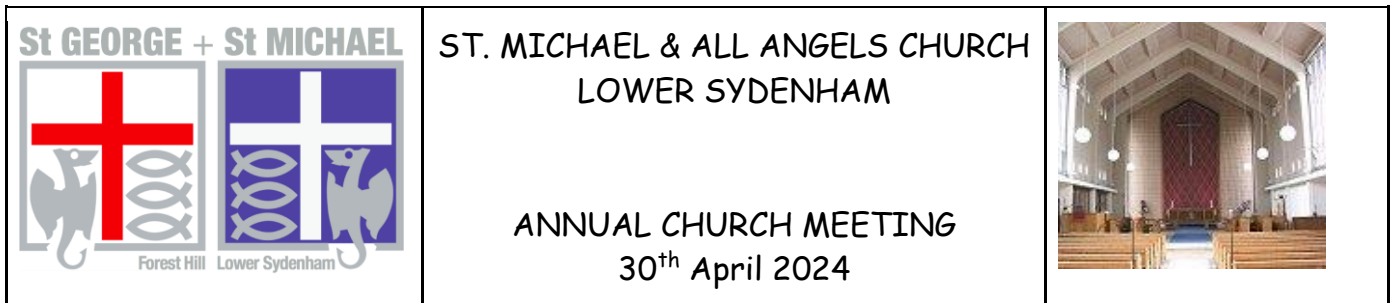 St GEORGE + St MICHAEL
Forest Hill Lower Sydenham
ST. MICHAEL & ALL ANGELS CHURCH
LOWER SYDENHAM
ANNUAL CHURCH MEETING
30th April 2024